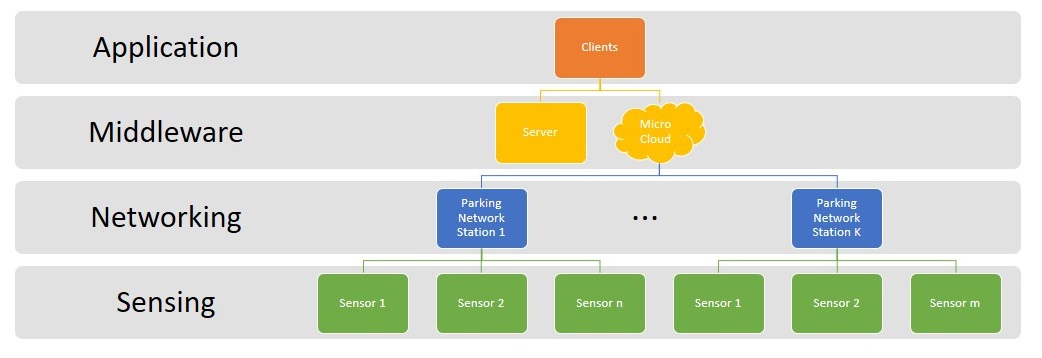 Application
Clients
Middleware
Server
Micro
Cloud
Networking
Parking
Network
Station 1
...
Parking
Network
Station K
Sensing
Sensor 1
Sensor 2
Sensor n
Sensor 1
Sensor 2
Sensor m